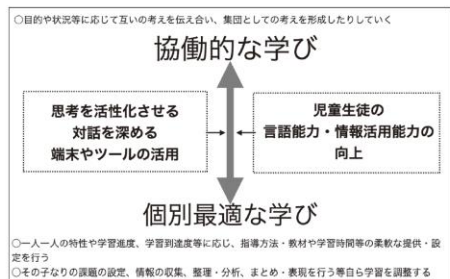 ○目的や状況等に応じて互いの考えを伝え合い、集団としての考えを形成したりしていく
協働的な学び
思考を活性化させる
対話を深める
端末やツールの活用
児童生徒の
言語能力・情報活用能力の
向上
個別最適な学び
○一人一人の特性や学習進度、学習到達度等に応じ、指導方法・教材や学習時間等の柔軟な提供・設
定を行う
○その子なりの課題の設定、情報の収集、整理・分析、まとめ・表現を行う等自ら学習を調整する